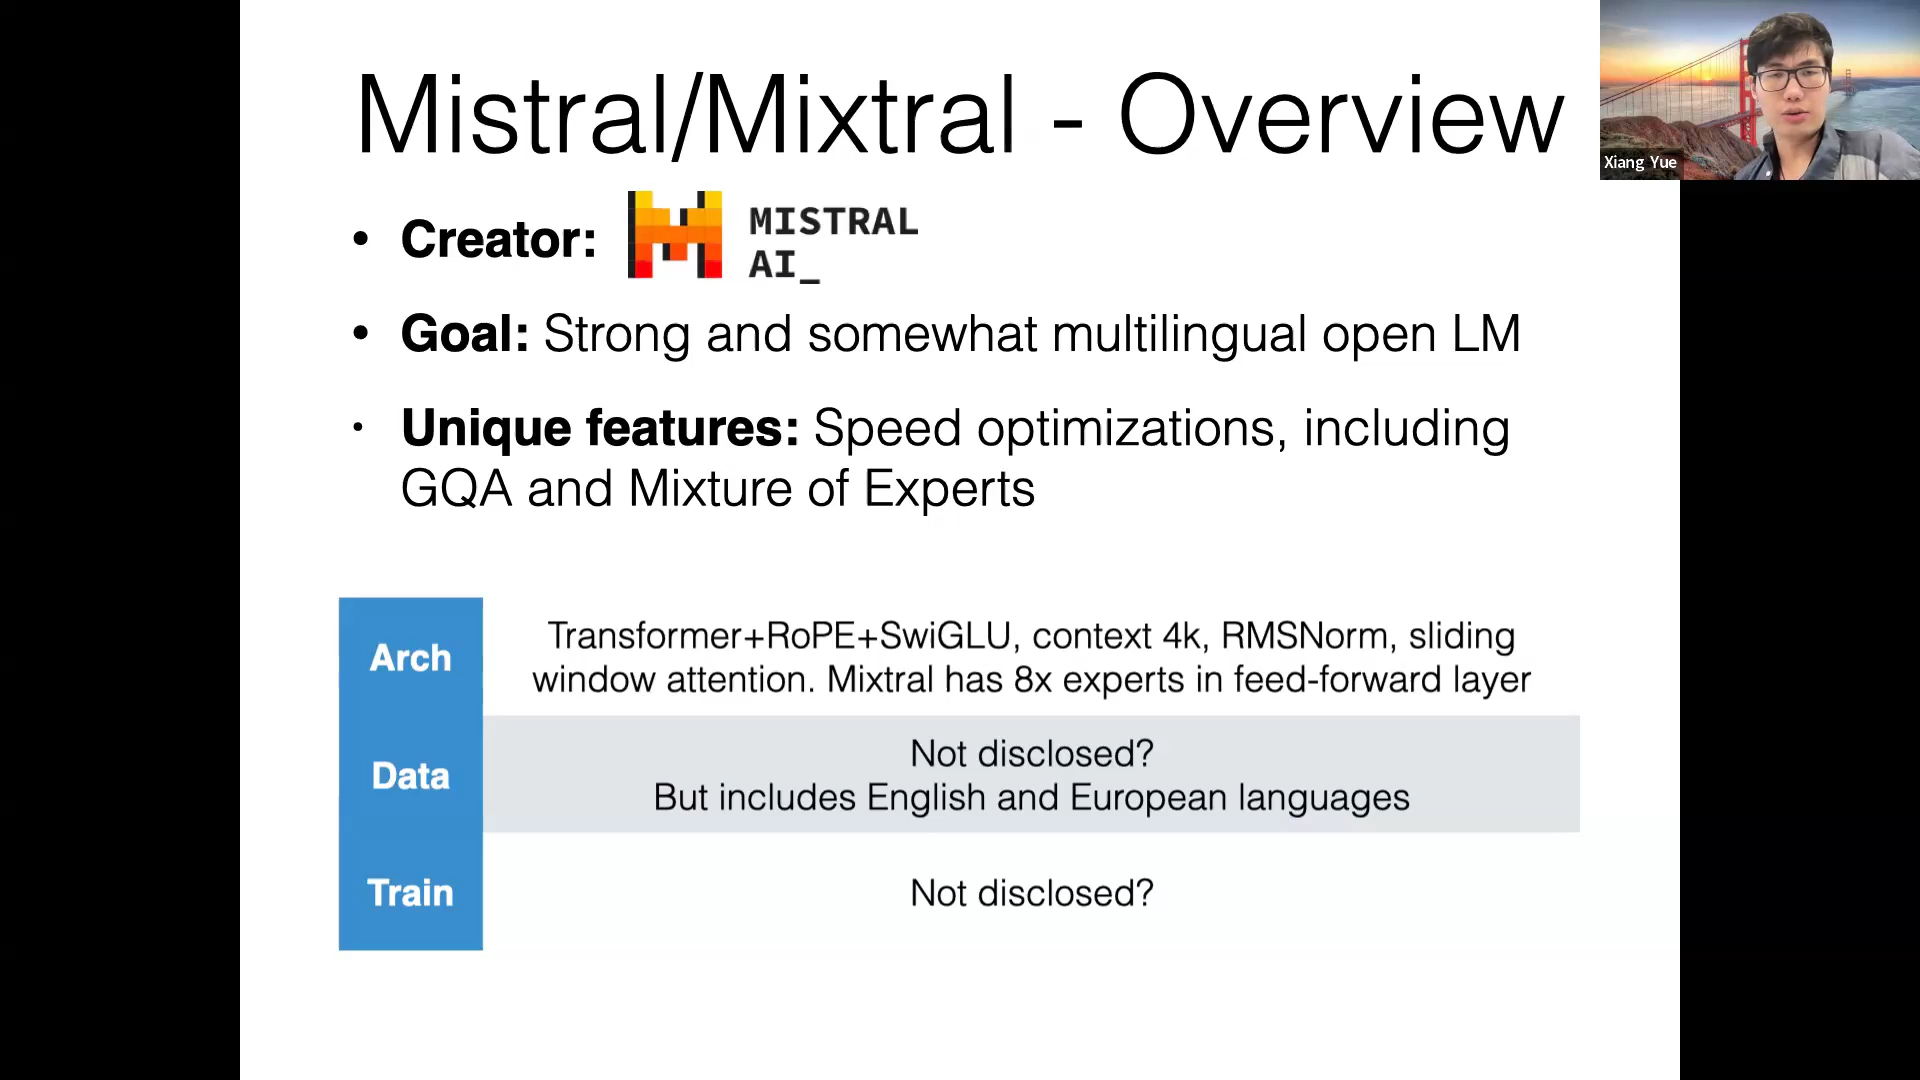 Mistral/Mixtral - Overview
Xiang Yue
• Creator: MISTRAL
AI_
• Goal: Strong and somewhat multilingual open LM
• Unique features: Speed optimizations, including
GQA and Mixture of Experts
Arch
Transformer+RoPE+SwiGLU, context 4k, RMSNorm, sliding
window attention. Mixtral has 8x experts in feed-forward layer
Data
Not disclosed?
But includes English and European languages
Train
Not disclosed?